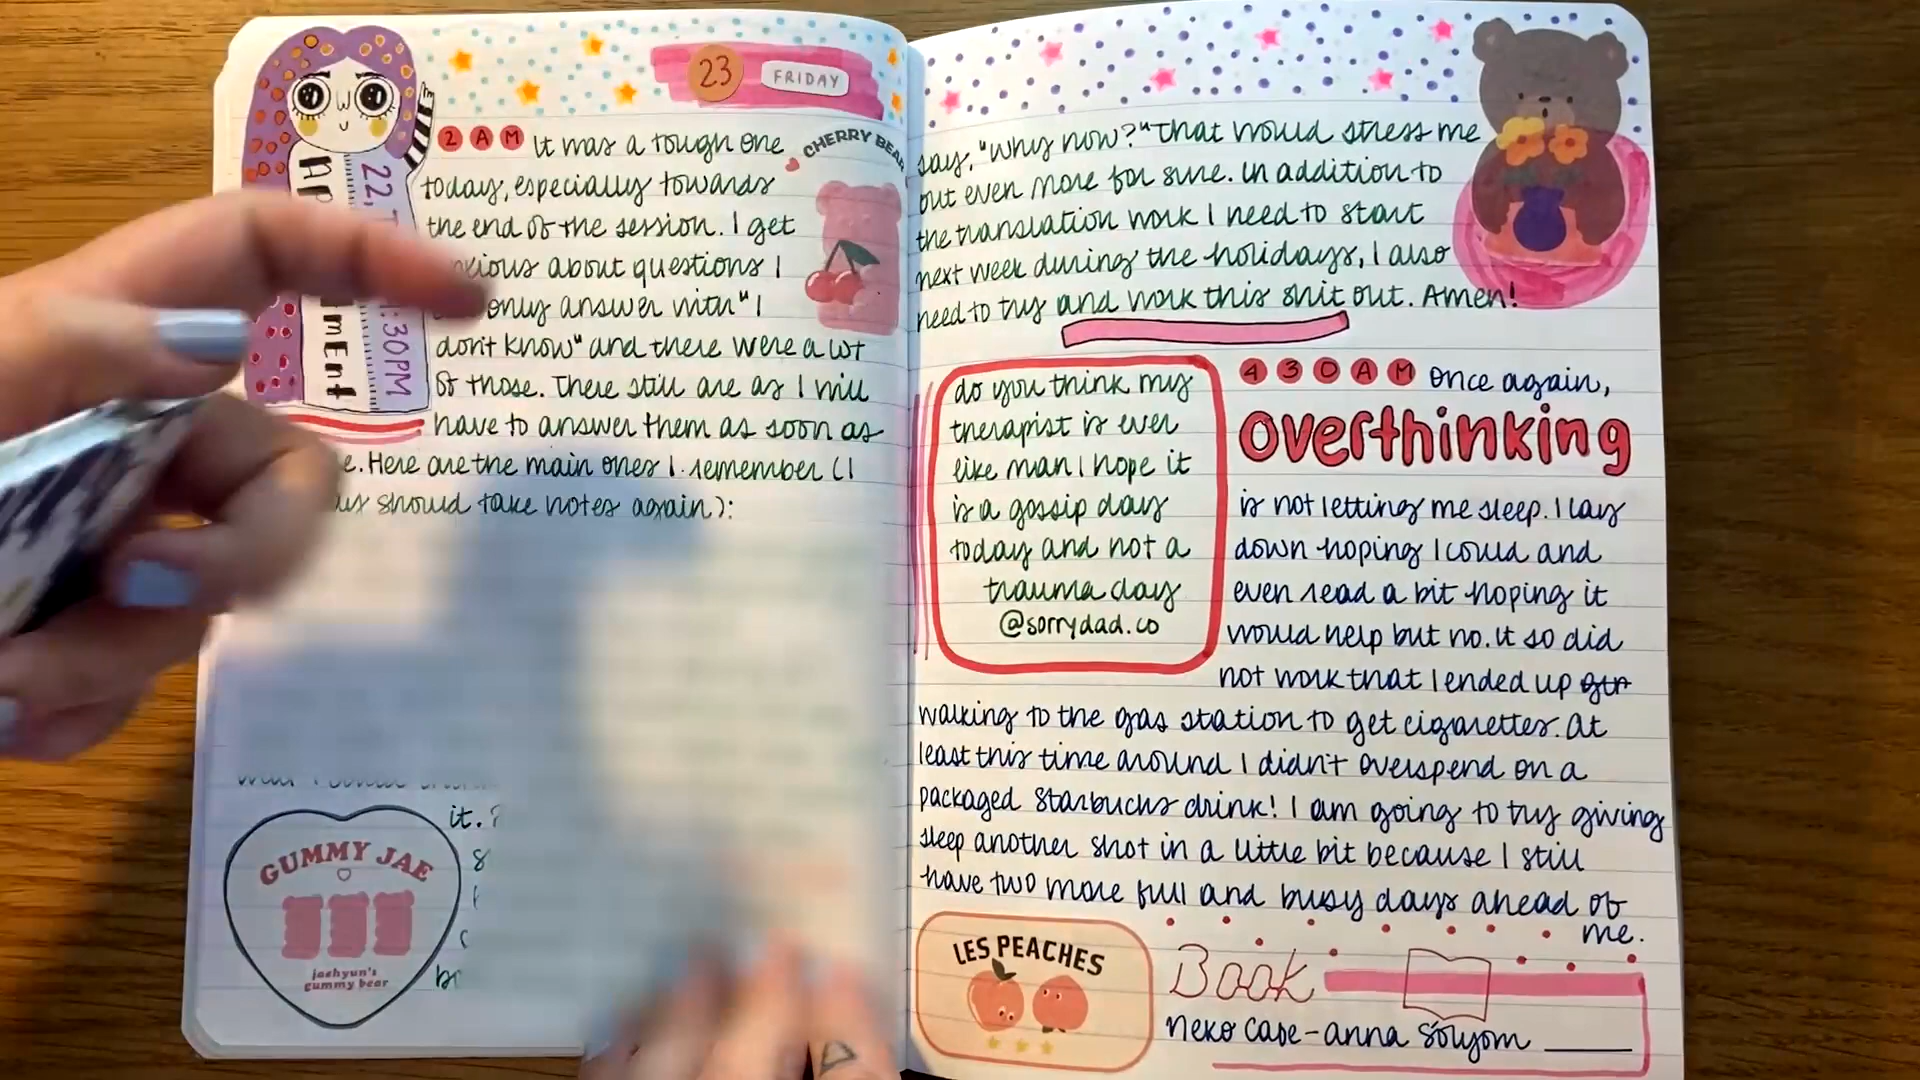 23 FRIDAY
22,
:30PM
2AM It was a tough one
today, especially towards
the end of the session. I get
about questions I
only answer with "I
don't know" and there were a lot
of those. There still are as I will
have to answer them as soon as
Here are the main ones I remember (I
should take notes again):
CHERRY BEAR
it.
GUMMY JAE
jaehyun's
gummy bear
say, "Why now?" that would stress me
out even more for sure. In addition to
the translation work I need to start
next week during the holidays, I also
need to try and work this shit out. Amen!
do you think my
therapist is ever
like man I hope it
is a gossip day
today and not a
trauma day
@sorrydad.co
430AM Once again,
overthinking
is not letting me sleep. I lay
down hoping I could and
even read a bit hoping it
would help but no. It so did
not work that I ended up
walking to the gas station to get cigarettes. At
least this time around I didn't overspend on a
packaged Starbucks drink! I am going to try giving
sleep another shot in a little bit because I still
have two more full and busy days ahead of
me.
LES PEACHES
Book
Neko Cafe - Anna Sólyom